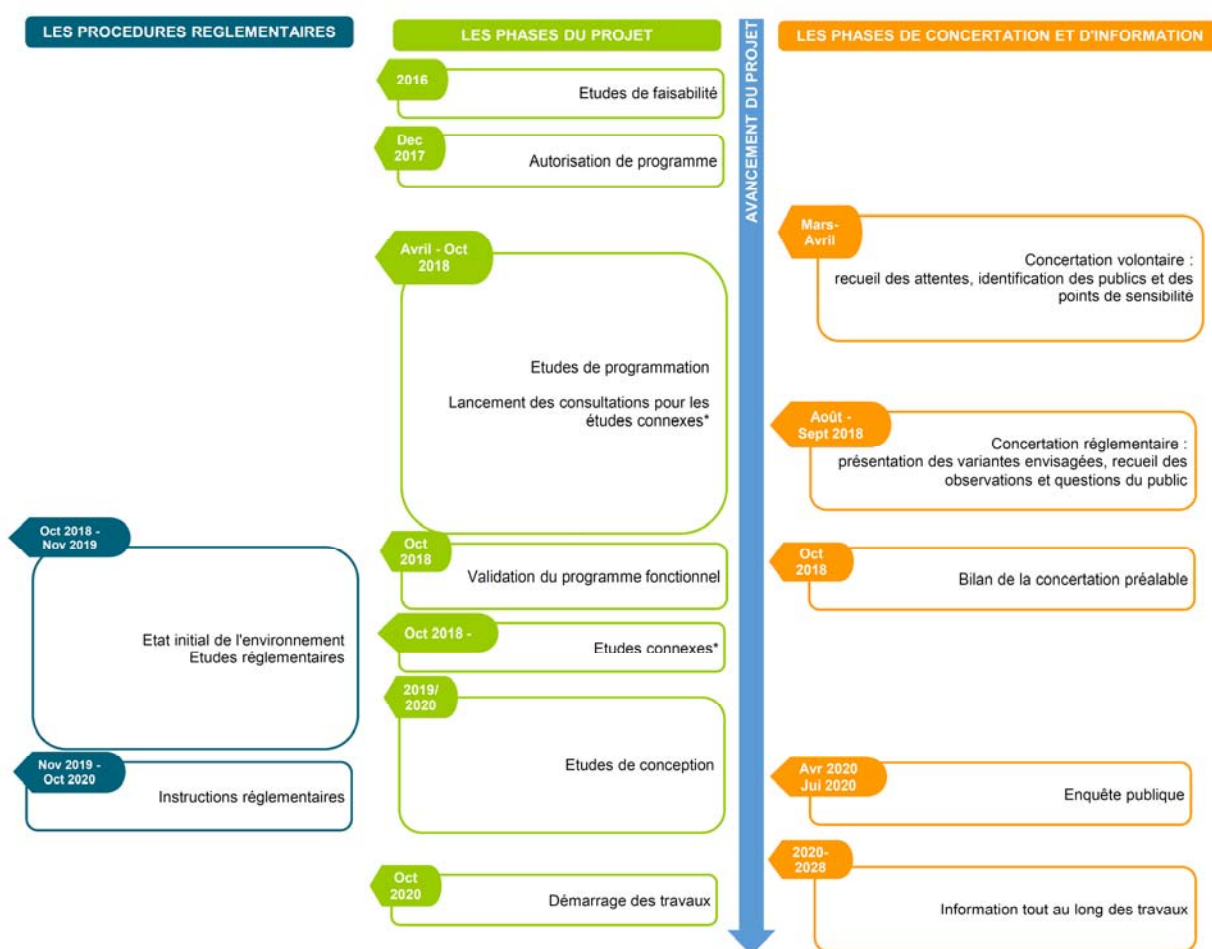 LES PROCEDURES REGLEMENTAIRES
LES PHASES DU PROJET
AVANCEMENT DU PROJET
LES PHASES DE CONCERTATION ET D'INFORMATION
2016
Etudes de faisabilité
Dec
2017
Autorisation de programme
Mars-
Avril
Concertation volontaire :
recueil des attentes, identification des publics et des
points de sensibilité
Avril - Oct
2018
Etudes de programmation
Lancement des consultations pour les
études connexes*
Août -
Sept 2018
Concertation réglementaire :
présentation des variantes envisagées, recueil des
observations et questions du public
Oct 2018 -
Nov 2019
Etat initial de l'environnement
Etudes réglementaires
Oct
2018
Validation du programme fonctionnel
Oct
2018
Bilan de la concertation préalable
Oct 2018 -
Etudes connexes*
2019/
2020
Etudes de conception
Nov 2019 -
Oct 2020
Instructions réglementaires
Avr 2020
Jui 2020
Enquête publique
Oct
2020
Démarrage des travaux
2020-
2028
Information tout au long des travaux